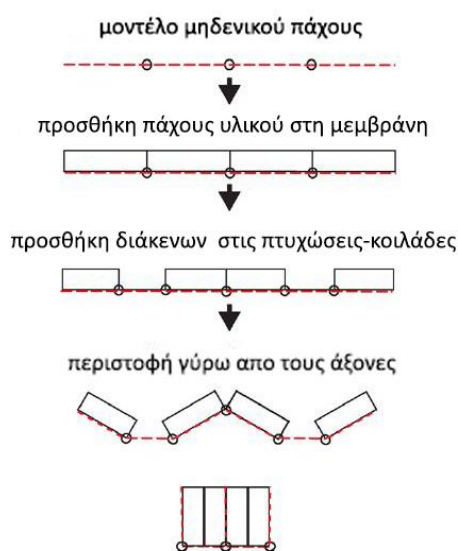 μοντέλο μηδενικού πάχους
προσθήκη πάχους υλικού στη μεμβράνη
προσθήκη διάκενων στις πτυχώσεις-κοιλάδες
περιστοφή γύρω απο τους άξονες